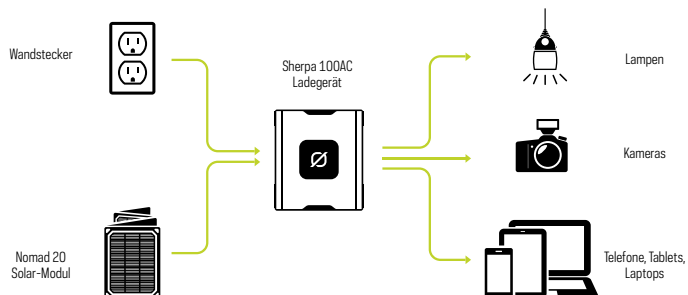 Wandstecker
Sherpa 100AC
Ladegerät
Lampen
Kameras
Nomad 20
Solar-Modul
Telefone, Tablets,
Laptops